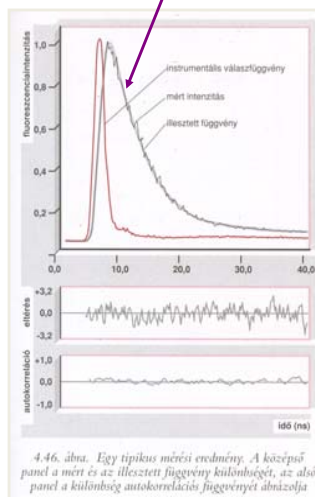 fluoreszcenciaintenzitás
1,0
0,8
0,6
0,4
0,2
instrumentális válaszfüggvény
mért intenzitás
illesztett függvény
0,0 10,0 20,0 30,0 40,0
eltérés
+3,2
0,0
-3,2
autokorreláció
+1,0
0,0
-1,0
idő (ns)
4.46. ábra. Egy tipikus mérési eredmény. A középső
panel a mért és az illesztett függvény különbségét, az alsó
panel a különbség autokorrelációs függvényét ábrázolja